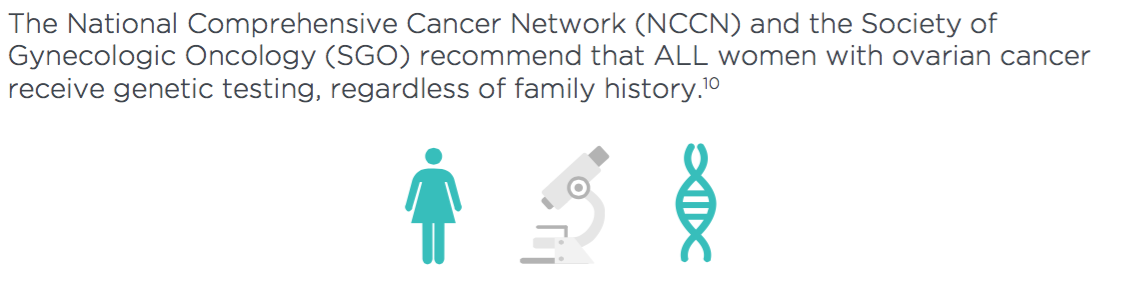 The National Comprehensive Cancer Network (NCCN) and the Society of
Gynecologic Oncology (SGO) recommend that ALL women with ovarian cancer
receive genetic testing, regardless of family history.¹⁰